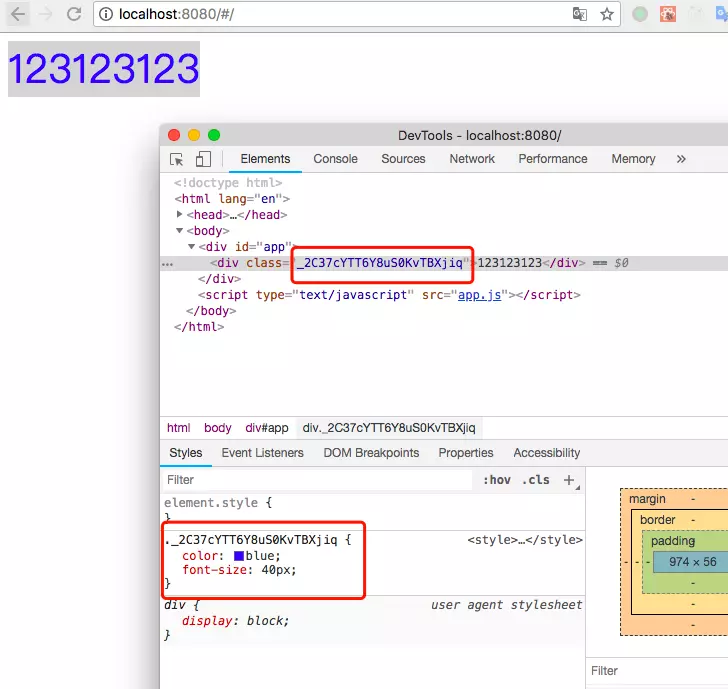 localhost:8080/#/
123123123
DevTools - localhost:8080/
Elements Console Sources Network Performance Memory »
<!doctype html>
<html lang="en">
▶<head>…</head>
▼<body>
▼<div id="app">
… <div class="_2C37cYTT6Y8uS0KvTBXjiq">123123123</div> == $0
</div>
<script type="text/javascript" src="app.js"></script>
</body>
</html>
html body div#app div._2C37cYTT6Y8uS0KvTBXjiq
Styles Event Listeners DOM Breakpoints Properties Accessibility
Filter :hov .cls +
element.style {
}
._2C37cYTT6Y8uS0KvTBXjiq { <style>…</style>
color: blue;
font-size: 40px;
}
div { user agent stylesheet
display: block;
}
margin -
border -
padding
- - - 974 × 56
-
-
-
Filter